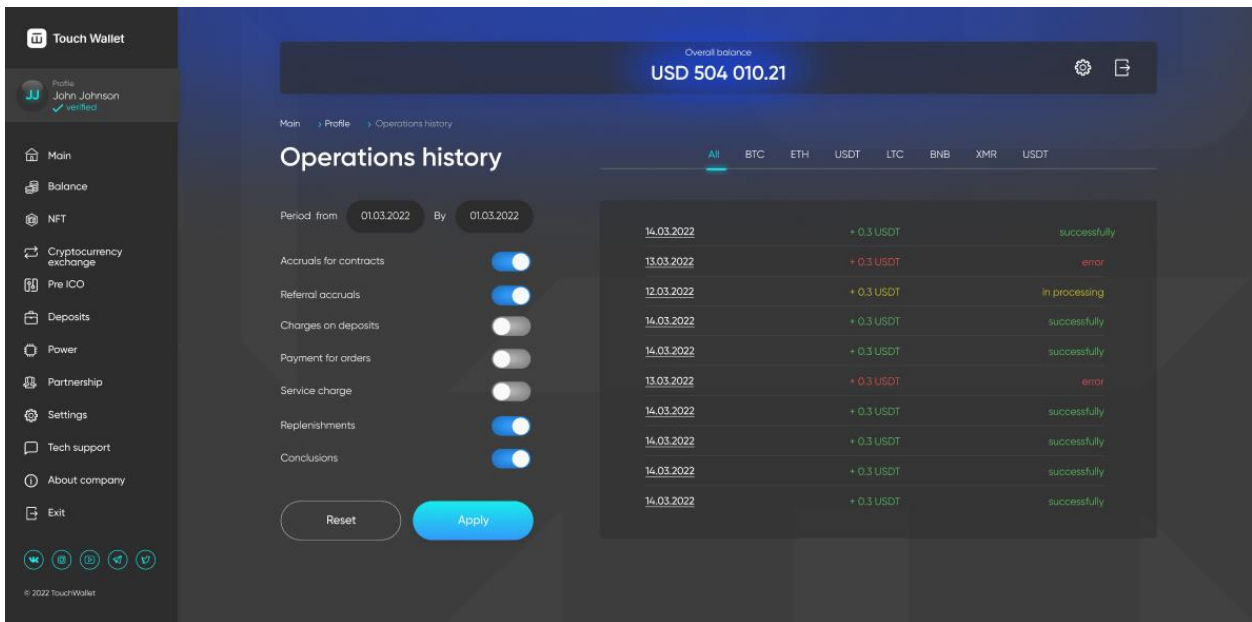 Touch Wallet
Profile
JJ
John Johnson
verified
Main
Balance
NFT
Cryptocurrency
exchange
Pre ICO
Deposits
Power
Partnership
Settings
Tech support
About company
Exit
© 2022 TouchWallet
Overall balance
USD 504 010.21
Main > Profile > Operations history
Operations history
Period from 01.03.2022 By 01.03.2022
Accruals for contracts
Referral accruals
Charges on deposits
Payment for orders
Service charge
Replenishments
Conclusions
Reset Apply
All BTC ETH USDT LTC BNB XMR USDT
14.03.2022 + 0.3 USDT successfully
13.03.2022 + 0.3 USDT error
12.03.2022 + 0.3 USDT in processing
14.03.2022 + 0.3 USDT successfully
14.03.2022 + 0.3 USDT successfully
13.03.2022 + 0.3 USDT error
14.03.2022 + 0.3 USDT successfully
14.03.2022 + 0.3 USDT successfully
14.03.2022 + 0.3 USDT successfully
14.03.2022 + 0.3 USDT successfully